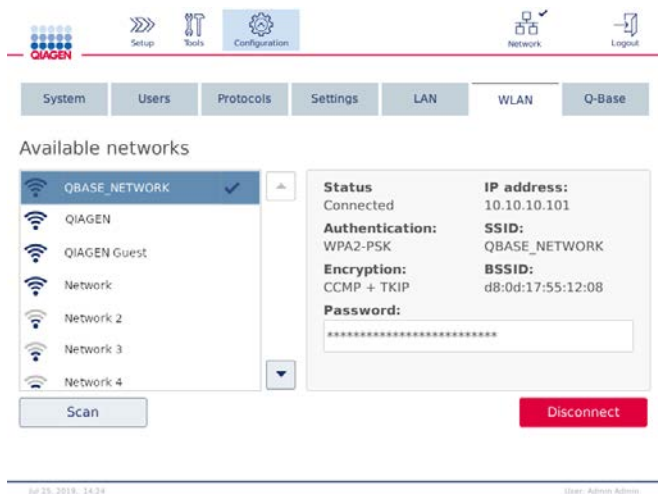 QIAGEN
Setup
Tools
Configuration
Network
Logout
System Users Protocols Settings LAN WLAN Q-Base
Available networks
QBASE_NETWORK
QIAGEN
QIAGEN Guest
Network
Network 2
Network 3
Network 4
Scan
Status
Connected
Authentication:
WPA2-PSK
Encryption:
CCMP + TKIP
IP address:
10.10.10.101
SSID:
QBASE_NETWORK
BSSID:
d8:0d:17:55:12:08
Password:
**************************
Disconnect
Jul 25, 2019, 14:34
User: Admin Admin